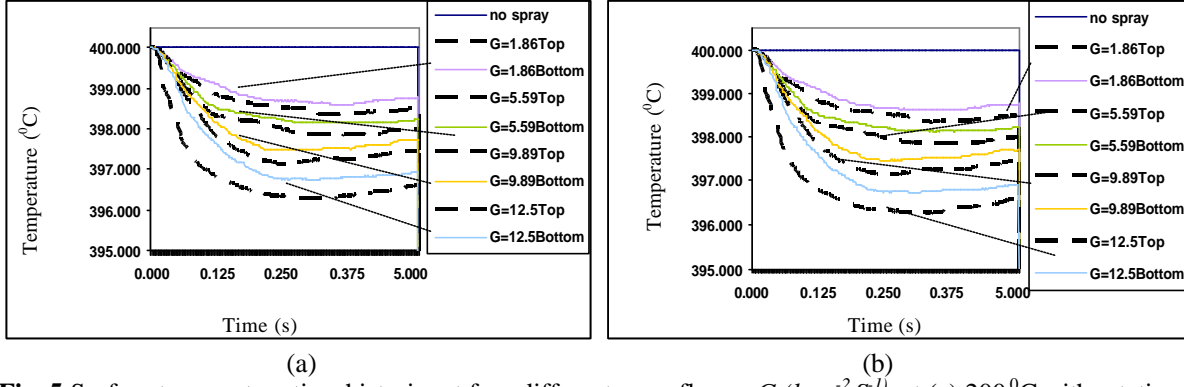 no spray
400.000
G=1.86Top
G=1.86Bottom
399.000
G=5.59Top
398.000
G=5.59Bottom
G=9.89Top
397.000
G=9.89Bottom
396.000
G=12.5Top
G=12.5Bottom
395.000
0.000 0.125 0.250 0.375 5.000
Temperature (⁰C)
Time (s)
(a)
no spray
400.000
G=1.86Top
399.000
G=1.86Bottom
G=5.59Top
398.000
G=5.59Bottom
397.000
G=9.89Top
G=9.89Bottom
396.000
G=12.5Top
395.000
G=12.5Bottom
0.000 0.125 0.250 0.375 5.000
Temperature (⁰C)
Time (s)
(b)